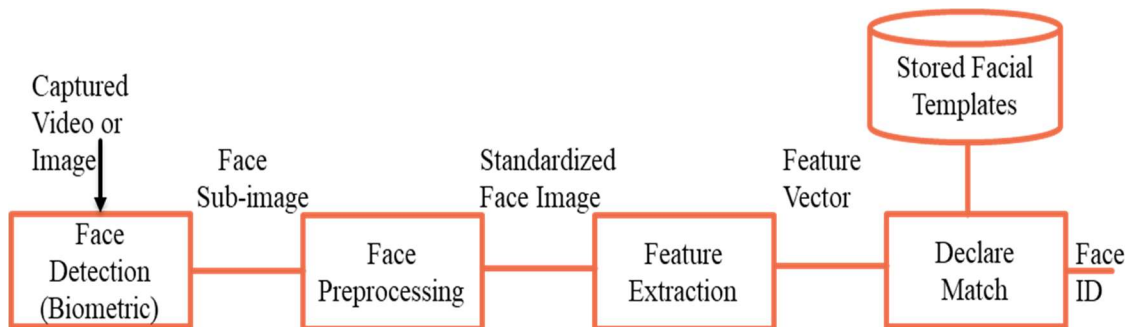 Captured
Video or
Image
Face
Sub-image
Standardized
Face Image
Feature
Vector
Stored Facial
Templates
Face
Detection
(Biometric)
Face
Preprocessing
Feature
Extraction
Declare
Match
Face
ID